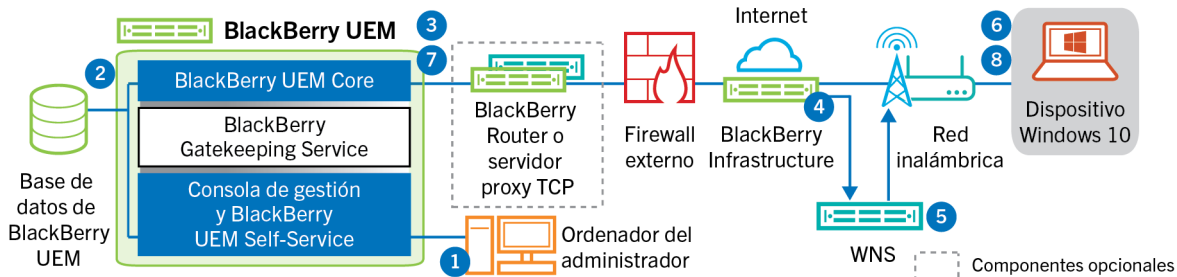 BlackBerry UEM
3
Internet
6
2
7
8
BlackBerry UEM Core
BlackBerry
Gatekeeping Service
Consola de gestión
y BlackBerry
UEM Self-Service
Base de
datos de
BlackBerry
UEM
BlackBerry
Router o
servidor
proxy TCP
Firewall
externo
4
BlackBerry
Infrastructure
Red
inalámbrica
Dispositivo
Windows 10
1
Ordenador del
administrador
5
WNS
Componentes opcionales